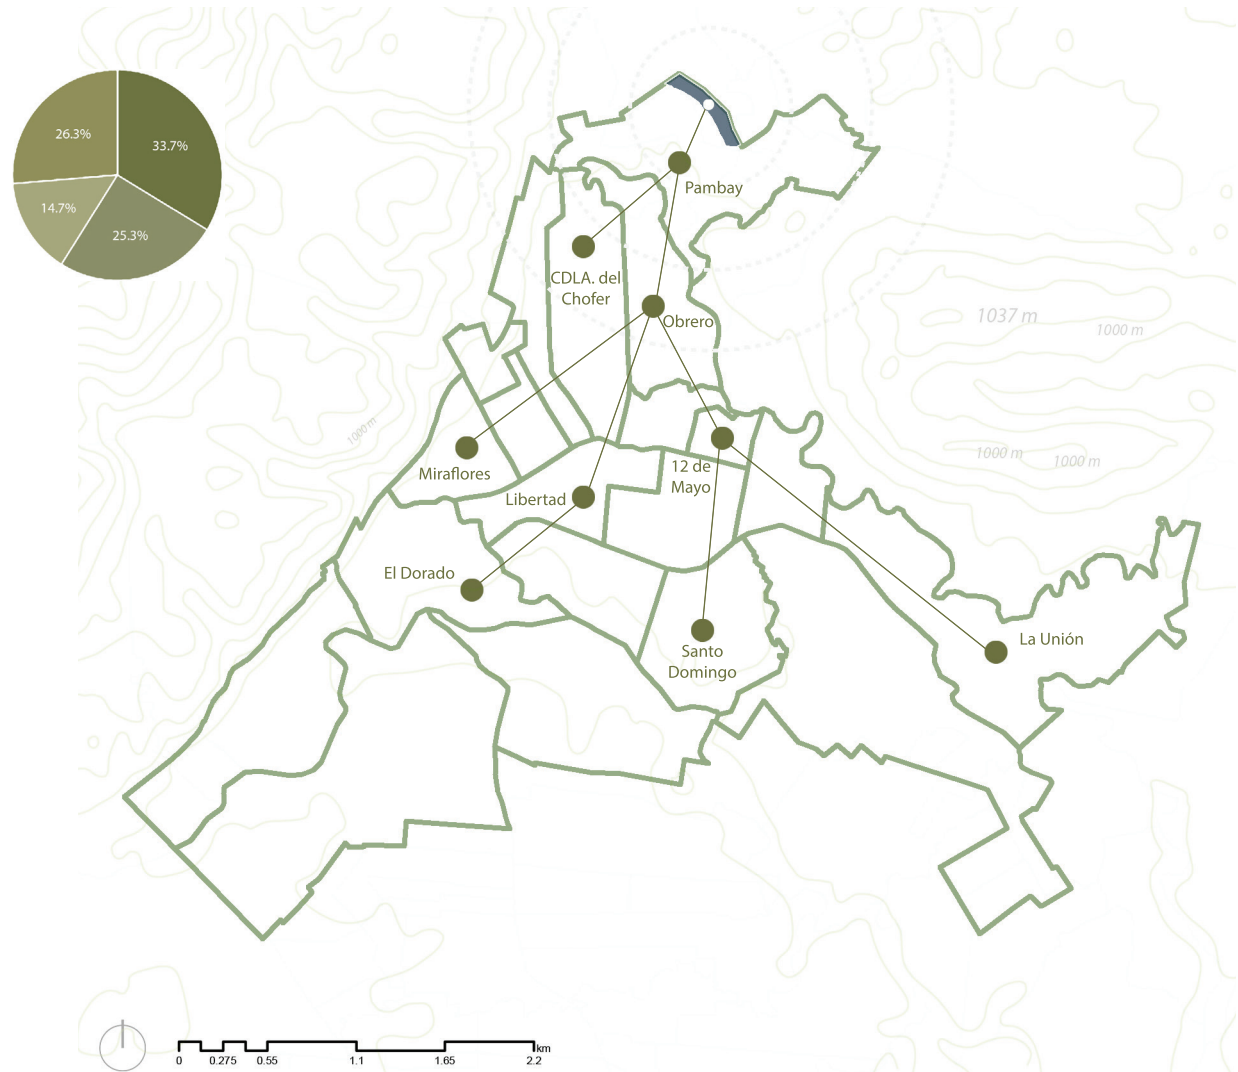 26.3%
33.7%
14.7%
25.3%
Pambay
CDLA. del
Chofer
Obrero
1037 m
1000 m
1000 m
Miraflores
12 de
Mayo
1000 m
1000 m
Libertad
El Dorado
Santo
Domingo
La Unión
0 0.275 0.55 1.1 1.65 2.2 km